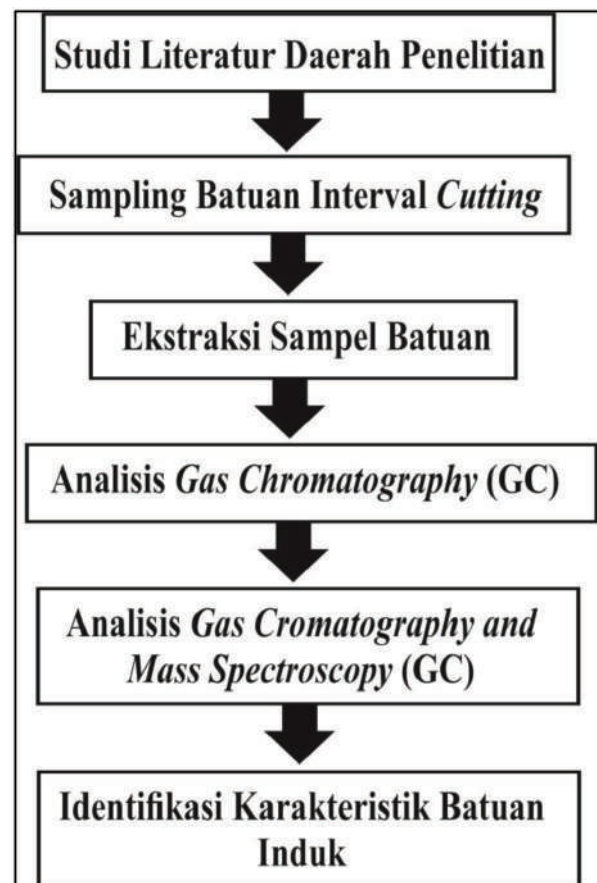 Studi Literatur Daerah Penelitian
Sampling Batuan Interval Cutting
Ekstraksi Sampel Batuan
Analisis Gas Chromatography (GC)
Analisis Gas Cromatography and
Mass Spectroscopy (GC)
Identifikasi Karakteristik Batuan
Induk